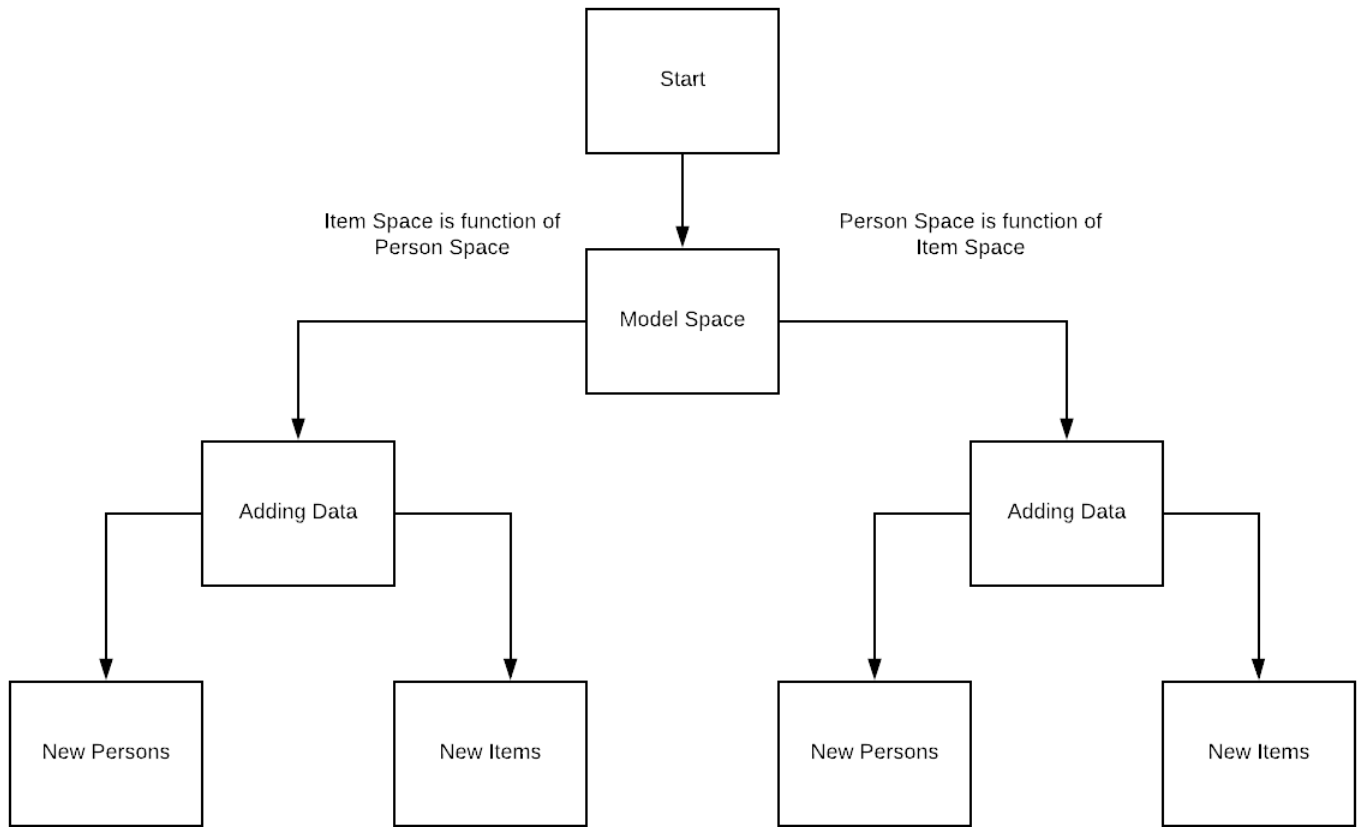 Start
Item Space is function of
Person Space
Person Space is function of
Item Space
Model Space
Adding Data
Adding Data
New Persons
New Items
New Persons
New Items